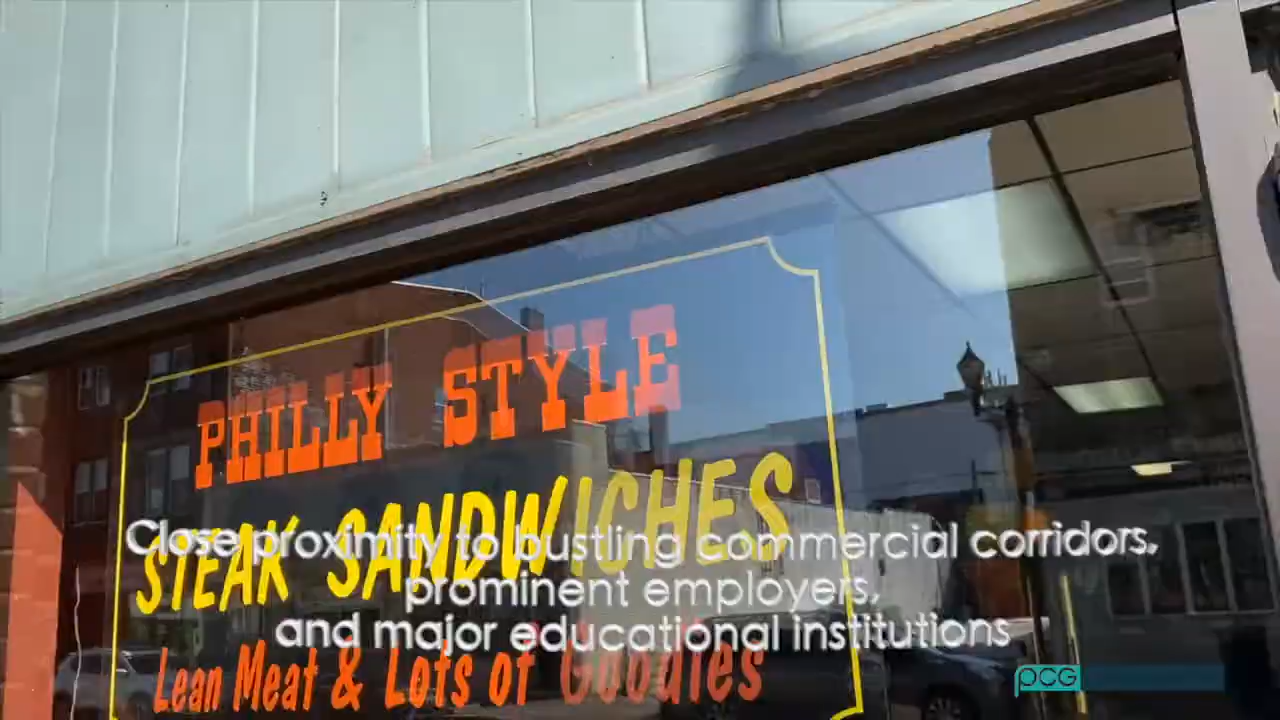 PHILLY STYLE
STEAK SANDWICHES
Lean Meat & Lots of Goodies
Close proximity to bustling commercial corridors,
prominent employers,
and major educational institutions
pcg